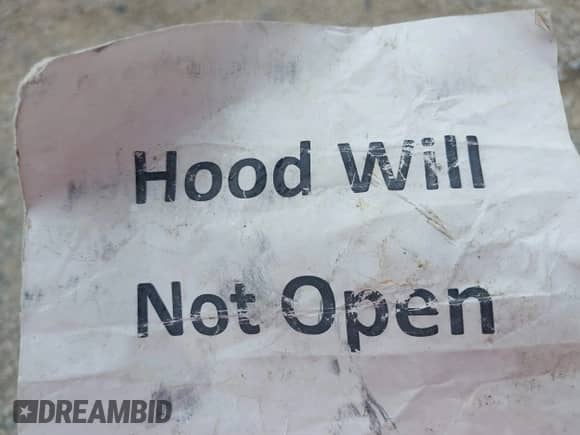 Hood Will
Not Open
DREAMBID